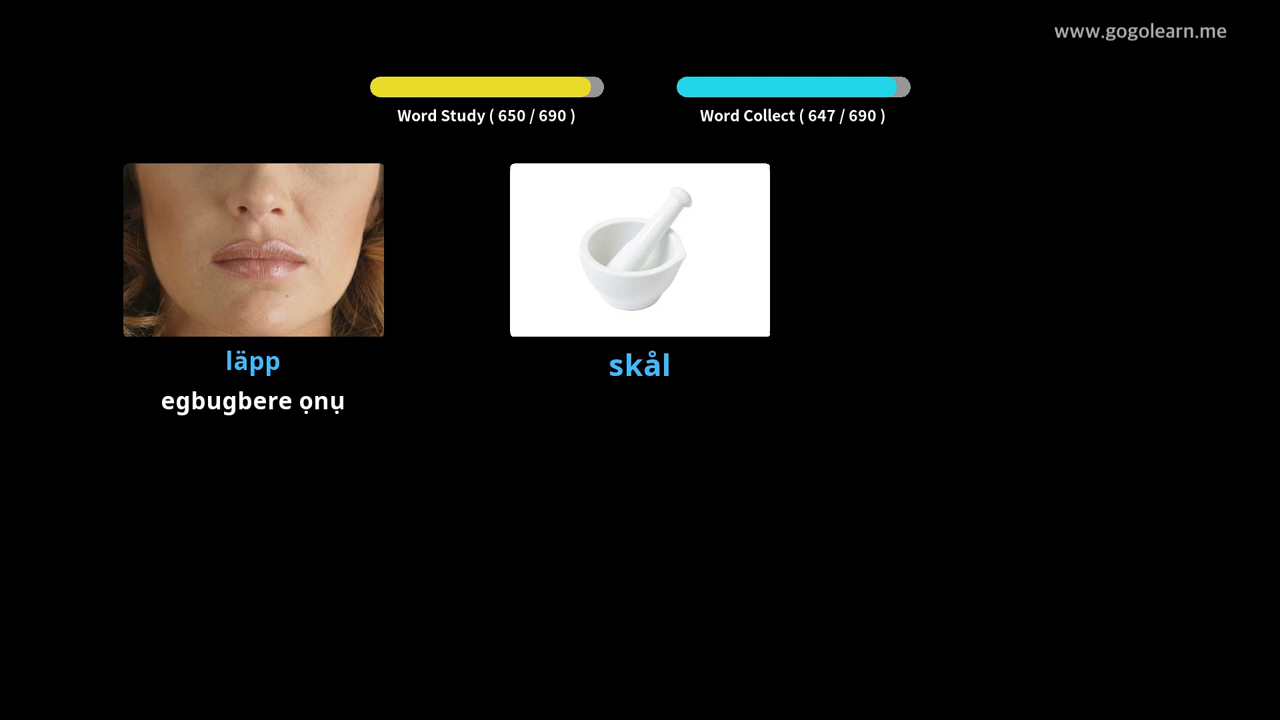 www.gogolearn.me
Word Study ( 650 / 690 )
Word Collect ( 647 / 690 )
läpp
egbugbere ọnụ
skål